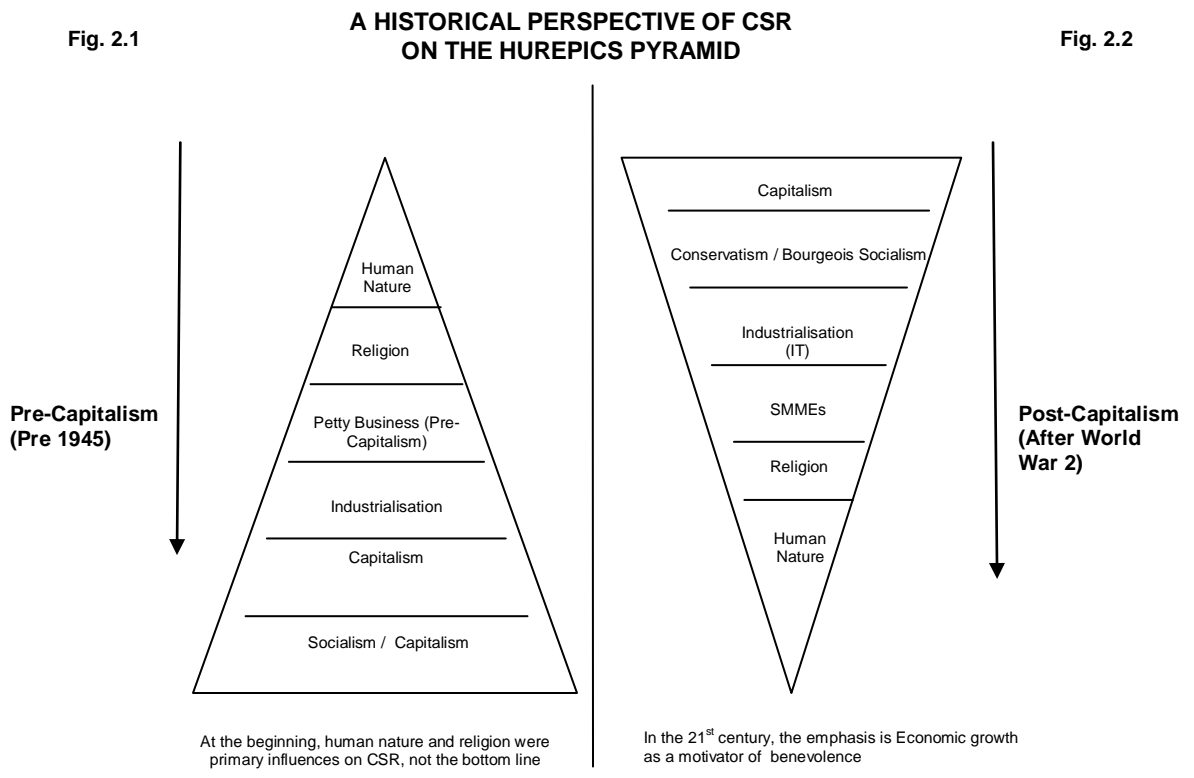 Fig. 2.1
A HISTORICAL PERSPECTIVE OF CSR
ON THE HUREPICS PYRAMID
Fig. 2.2
Pre-Capitalism
(Pre 1945)
Human
Nature
Religion
Petty Business (Pre-
Capitalism)
Industrialisation
Capitalism
Socialism / Capitalism
At the beginning, human nature and religion were
primary influences on CSR, not the bottom line
Capitalism
Conservatism / Bourgeois Socialism
Industrialisation
(IT)
SMMEs
Religion
Human
Nature
Post-Capitalism
(After World
War 2)
In the 21st century, the emphasis is Economic growth
as a motivator of benevolence